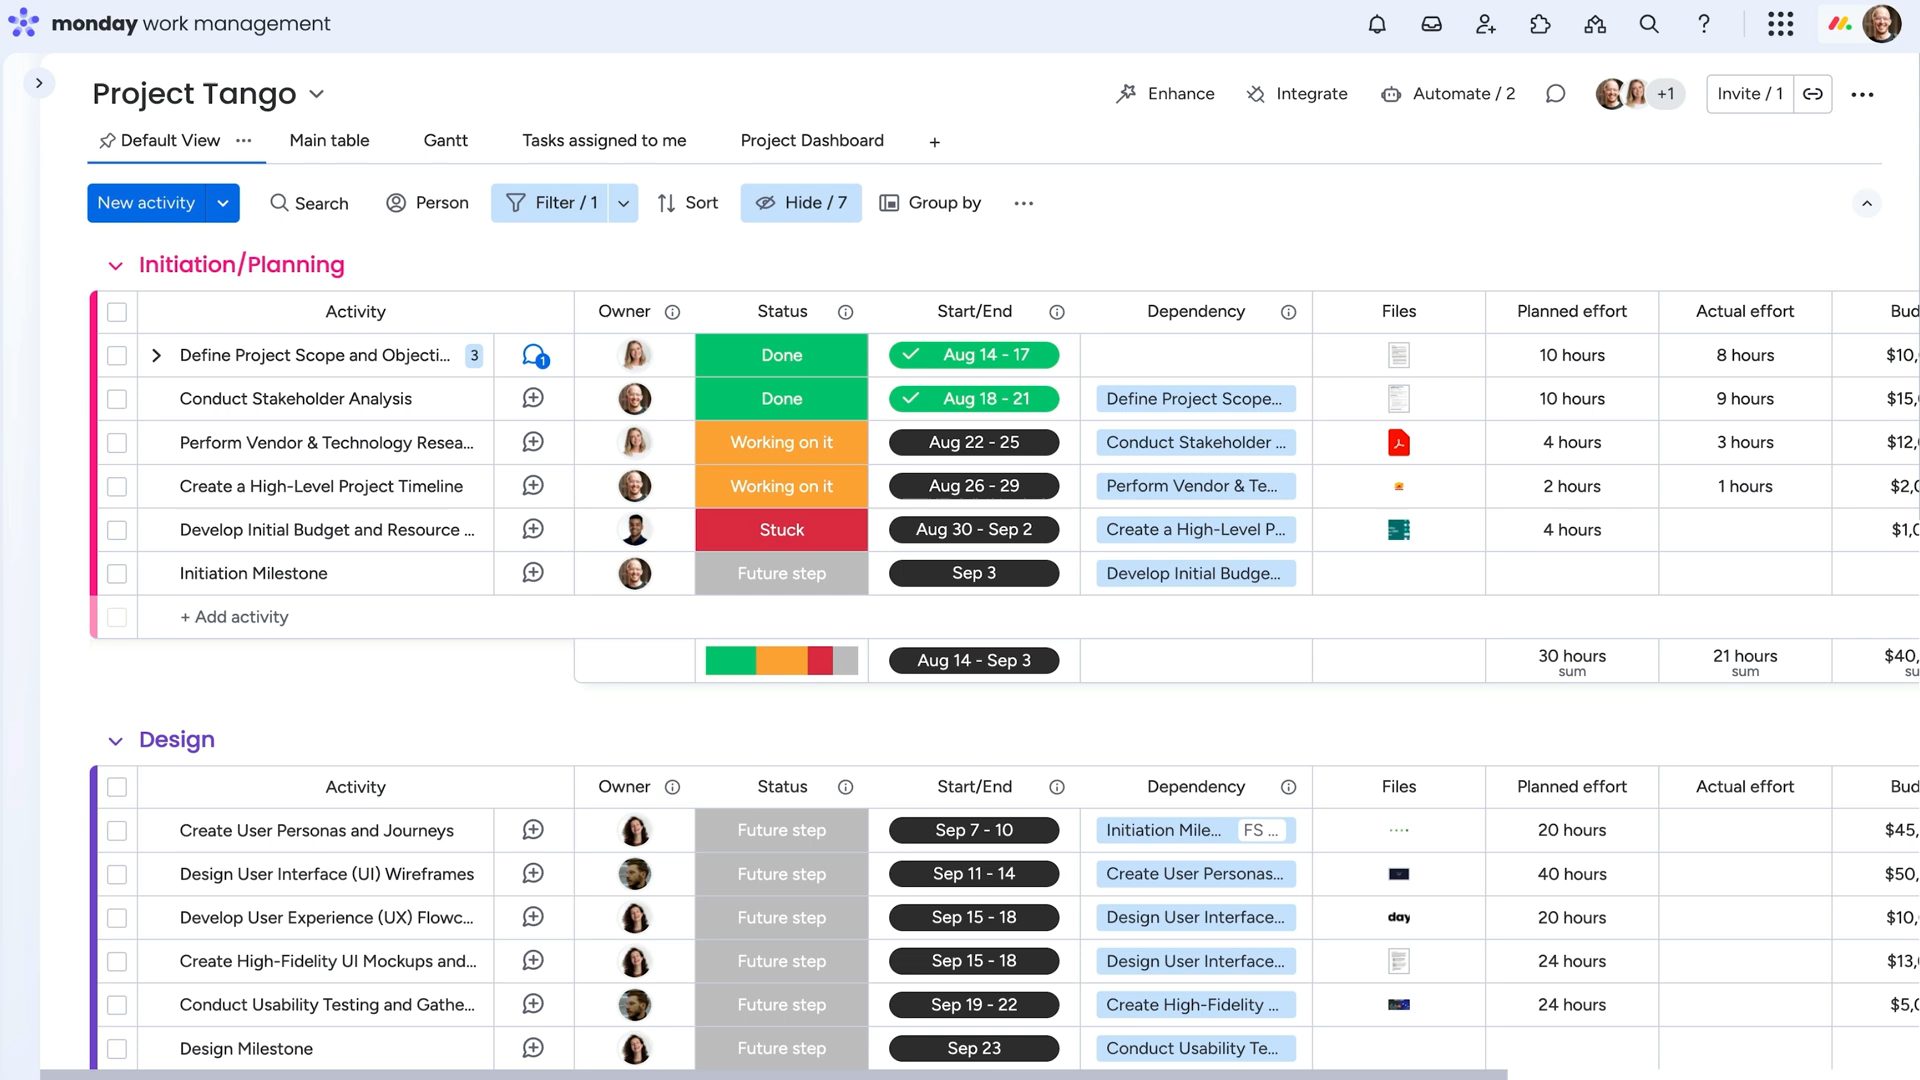 monday work management
Project Tango
Enhance
Integrate
Automate / 2
+1
Invite / 1
Default View
Main table
Gantt
Tasks assigned to me
Project Dashboard
+
New activity
Search
Person
Filter / 1
Sort
Hide / 7
Group by
Initiation/Planning
Activity Owner Status Start/End Dependency Files Planned effort Actual effort Bud
Define Project Scope and Objecti... 3 1 Done Aug 14 - 17 10 hours 8 hours $10,
Conduct Stakeholder Analysis Done Aug 18 - 21 Define Project Scope... 10 hours 9 hours $15,
Perform Vendor & Technology Resea... Working on it Aug 22 - 25 Conduct Stakeholder ... 4 hours 3 hours $12,
Create a High-Level Project Timeline Working on it Aug 26 - 29 Perform Vendor & Te... 2 hours 1 hours $2,0
Develop Initial Budget and Resource ... Stuck Aug 30 - Sep 2 Create a High-Level P... 4 hours $1,0
Initiation Milestone Future step Sep 3 Develop Initial Budge...
+ Add activity
Aug 14 - Sep 3 30 hours 21 hours $40,
sum sum su
Design
Activity Owner Status Start/End Dependency Files Planned effort Actual effort Bud
Create User Personas and Journeys Future step Sep 7 - 10 Initiation Mile... FS ... 20 hours $45,
Design User Interface (UI) Wireframes Future step Sep 11 - 14 Create User Personas... 40 hours $50,
Develop User Experience (UX) Flowc... Future step Sep 15 - 18 Design User Interface... day 20 hours $10,
Create High-Fidelity UI Mockups and... Future step Sep 15 - 18 Design User Interface... 24 hours $13,
Conduct Usability Testing and Gathe... Future step Sep 19 - 22 Create High-Fidelity ... 24 hours $5,0
Design Milestone Future step Sep 23 Conduct Usability Te...